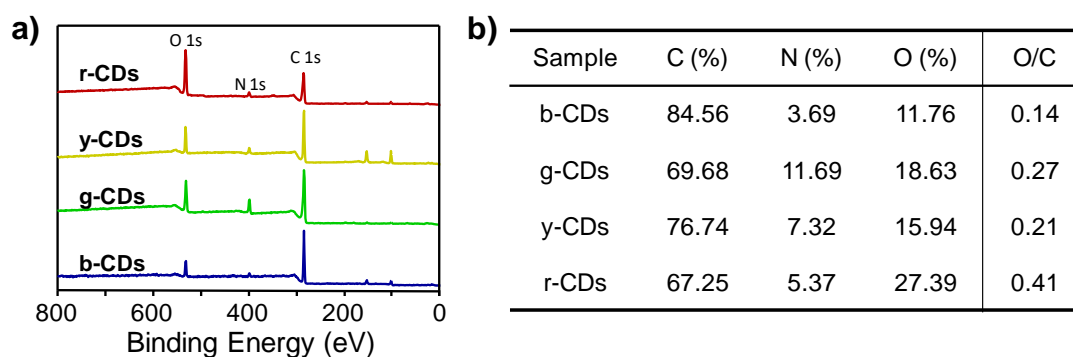 a)
O 1s
N 1s
C 1s
r-CDs
y-CDs
g-CDs
b-CDs
800 600 400 200 0
Binding Energy (eV)
b)
Sample C (%) N (%) O (%) O/C
b-CDs 84.56 3.69 11.76 0.14
g-CDs 69.68 11.69 18.63 0.27
y-CDs 76.74 7.32 15.94 0.21
r-CDs 67.25 5.37 27.39 0.41